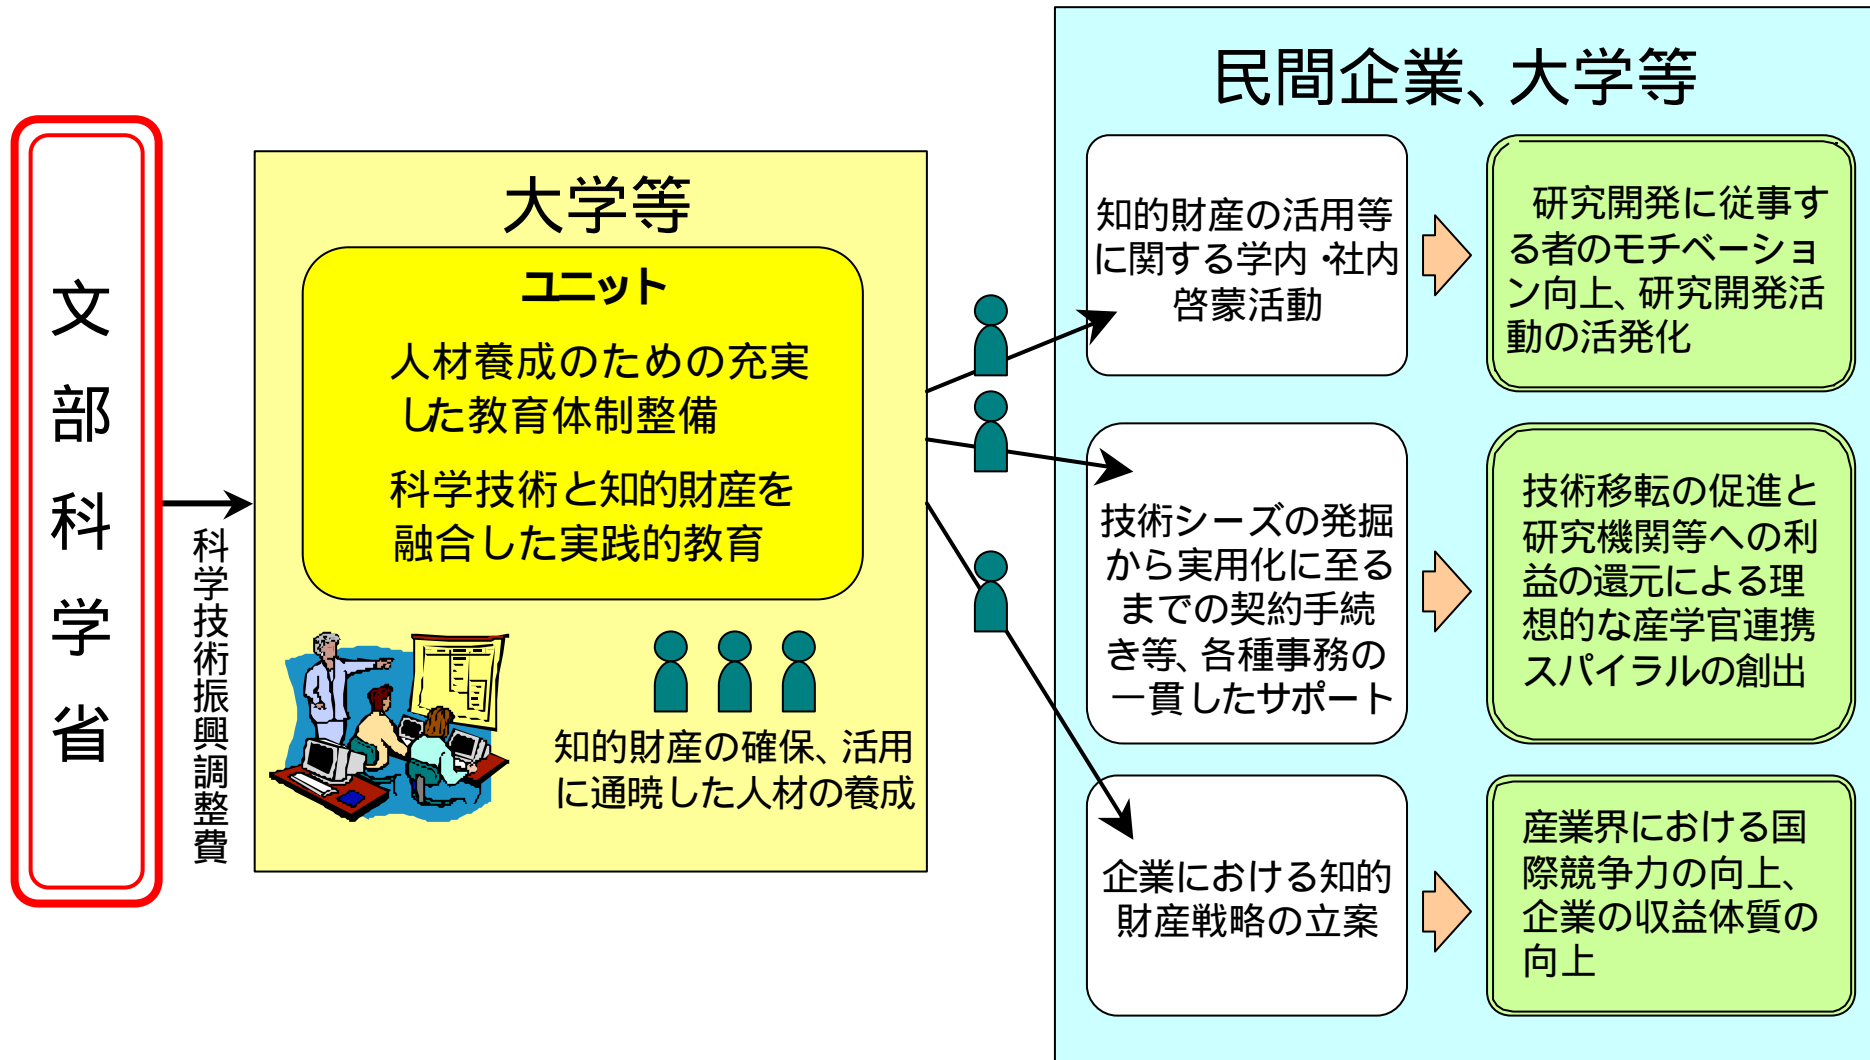 文部科学省
科学技術振興調整費
大学等
ユニット
人材養成のための充実
した教育体制整備
科学技術と知的財産を
融合した実践的教育
知的財産の確保、活用
に通暁した人材の養成
民間企業、大学等
知的財産の活用等
に関する学内・社内
啓蒙活動
研究開発に従事す
る者のモチベーショ
ン向上、研究開発活
動の活発化
技術シーズの発掘
から実用化に至る
までの契約手続
き等、各種事務の
一貫したサポート
技術移転の促進と
研究機関等への利
益の還元による理
想的な産学官連携
スパイラルの創出
企業における知的
財産戦略の立案
産業界における国
際競争力の向上、
企業の収益体質の
向上